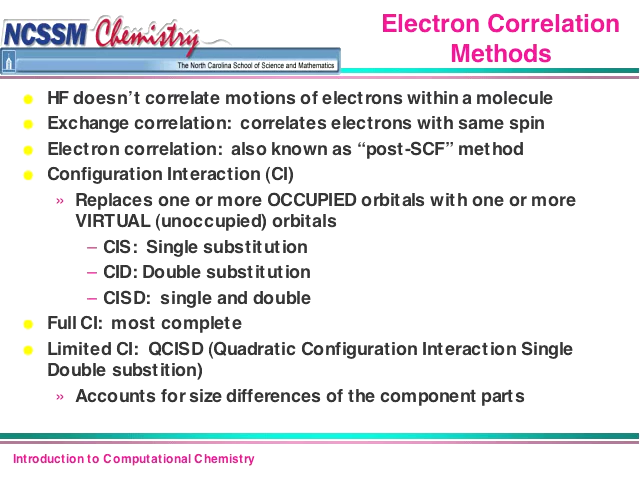 NCSSM Chemistry
The North Carolina School of Science and Mathematics
Electron Correlation
Methods
HF doesn't correlate motions of electrons within a molecule
Exchange correlation: correlates electrons with same spin
Electron correlation: also known as "post-SCF" method
Configuration Interaction (CI)
» Replaces one or more OCCUPIED orbitals with one or more
VIRTUAL (unoccupied) orbitals
– CIS: Single substitution
– CID: Double substitution
– CISD: single and double
Full CI: most complete
Limited CI: QCISD (Quadratic Configuration Interaction Single
Double substition)
» Accounts for size differences of the component parts
Introduction to Computational Chemistry